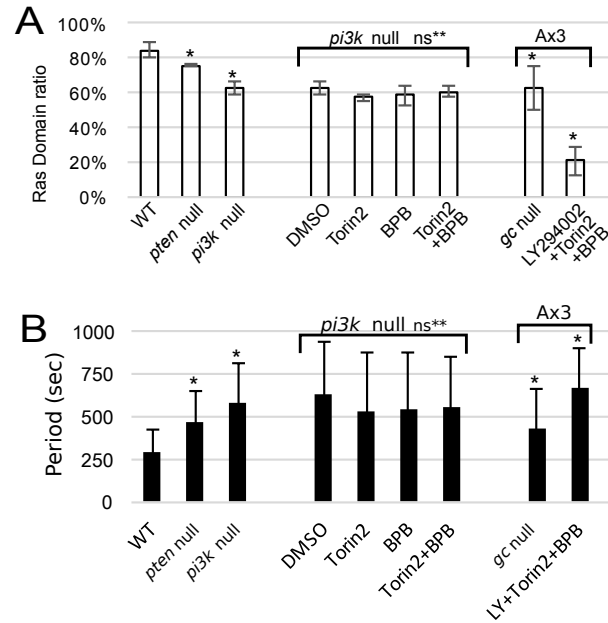 A
Ras Domain ratio
100%
80%
60%
40%
20%
0%
pi3k null ns**
Ax3
*
*
*
*
WT
pten null
pi3k null
DMSO
Torin2
BPB
Torin2
+BPB
gc null
LY294002
+Torin2
+BPB
B
Period (sec)
1000
750
500
250
0
pi3k null ns**
Ax3
*
*
*
*
WT
pten null
pi3k null
DMSO
Torin2
BPB
Torin2+BPB
gc null
LY+Torin2+BPB